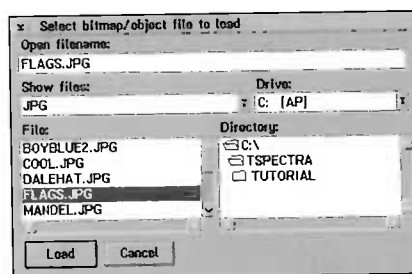 x Select bitmap/object file to load
Open filename:
FLAGS.JPG
Show files:
Drive:
JPG
C: [AP]
File:
Directory:
BOYBLUE2.JPG
COOL.JPG
DALEHAT.JPG
FLAGS.JPG
MANDEL.JPG
C:\
TSPECTRA
TUTORIAL
Load
Cancel